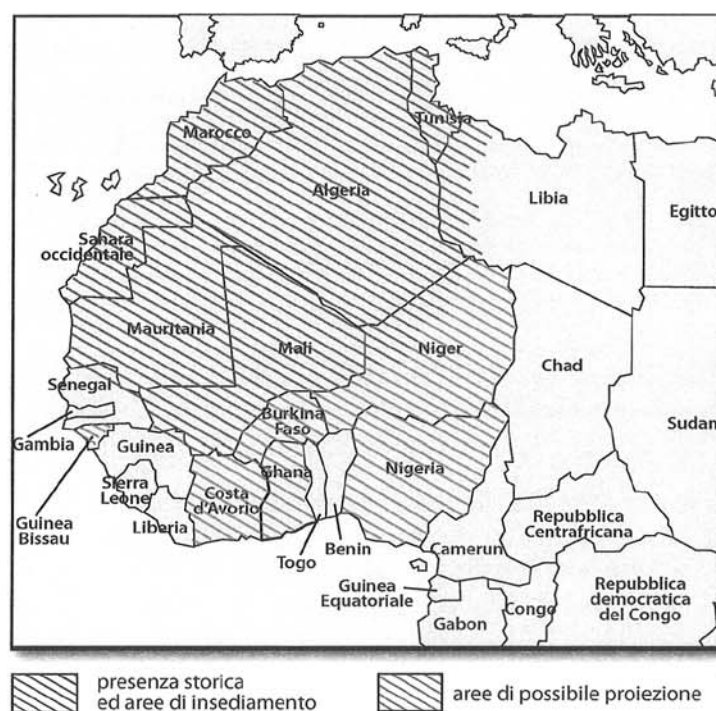 Marocco
Tunisia
Algeria
Libia
Egitto
Sahara
occidentale
Mauritania
Mali
Niger
Chad
Sudan
Senegal
Gambia
Guinea
Bissau
Guinea
Sierra
Leone
Liberia
Costa
d'Avorio
Burkina
Faso
Ghana
Togo
Benin
Nigeria
Camerun
Repubblica
Centrafricana
Guinea
Equatoriale
Gabon
Congo
Repubblica
democratica
del Congo
presenza storica
ed aree di insediamento
aree di possibile proiezione